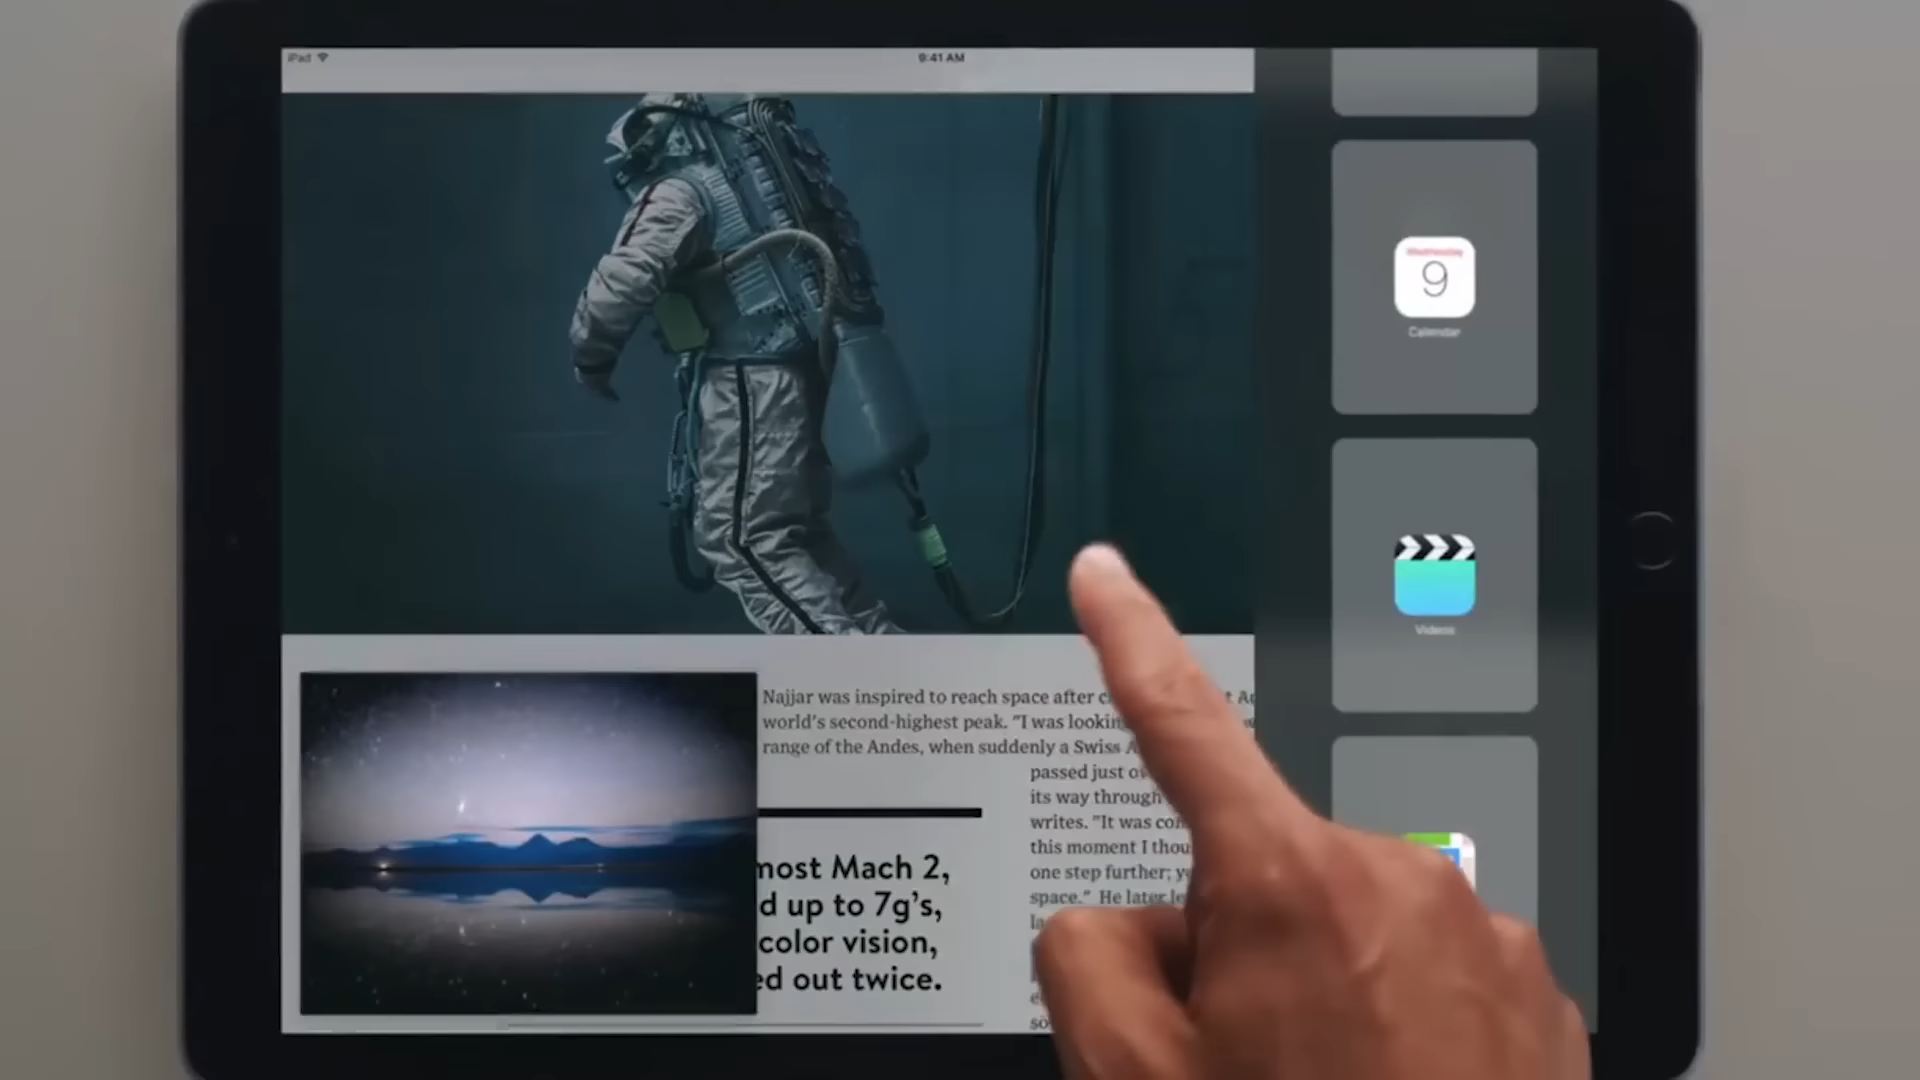 iPad
9:41 AM
Wednesday
9
Calendar
Videos
Najjar was inspired to reach space after
world's second-highest peak. "I was lookin
range of the Andes, when suddenly a Swiss A
passed just ov
its way through
writes. "It was con
this moment I thou
one step further; y
space." He later le
la
most Mach 2,
d up to 7g's,
color vision,
ed out twice.